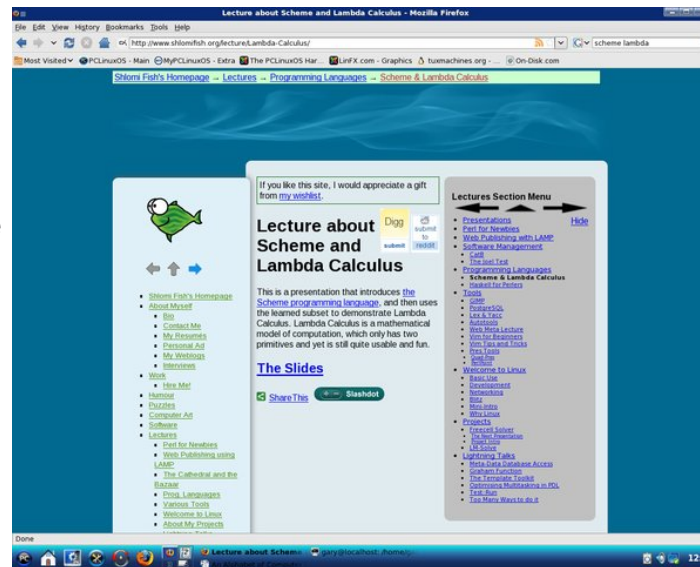 Lecture about Scheme and Lambda Calculus - Mozilla Firefox
File Edit View History Bookmarks Tools Help
http://www.shlomifish.org/lecture/Lambda-Calculus/
scheme lambda
Most Visited PCLinuxOS - Main MyPCLinuxOS - Extra The PCLinuxOS Har... LinFX.com - Graphics tuxmachines.org - ... On-Disk.com
Shlomi Fish's Homepage → Lectures → Programming Languages → Scheme & Lambda Calculus
Shlomi Fish's Homepage
About Myself
Bio
Contact Me
My Resumés
Personal Ad
My Weblogs
Interviews
Work
Hire Me!
Humour
Puzzles
Computer Art
Software
Lectures
Perl for Newbies
Web Publishing using
LAMP
The Cathedral and the
Bazaar
Prog. Languages
Various Tools
Welcome to Linux
About My Projects
If you like this site, I would appreciate a gift
from my wishlist.
Lecture about
Scheme and
Lambda Calculus
Digg
submit
submit
to
reddit
This is a presentation that introduces the
Scheme programming language, and then uses
the learned subset to demonstrate Lambda
Calculus. Lambda Calculus is a mathematical
model of computation, which only has two
primitives and yet is still quite usable and fun.
The Slides
ShareThis
Slashdot
Lectures Section Menu
Hide
Presentations
Perl for Newbies
Web Publishing with LAMP
Software Management
CatB
The Joel Test
Programming Languages
Scheme & Lambda Calculus
Haskell for Perlers
Tools
GIMP
PostgreSQL
Lex & Yacc
Autotools
Web Meta Lecture
Vim for Beginners
Vim Tips and Tricks
Pres Tools
Quad-Pres
PerlPoint
Welcome to Linux
Basic Use
Development
Networking
Blitz
Mini-Intro
Why Linux
Projects
Freecell Solver
The Next Presentation
Project Intro
LM-Solve
Lightning Talks
Meta-Data Database Access
Graham Function
The Template Toolkit
Optimising Multitasking in PDL
Test::Run
Too Many Ways to do it
Done
Lecture about Schem
gary@localhost: /home/g
12